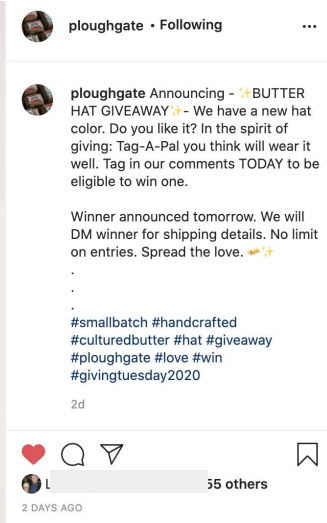 ploughgate • Following
ploughgate Announcing - ✨BUTTER
HAT GIVEAWAY✨- We have a new hat
color. Do you like it? In the spirit of
giving: Tag-A-Pal you think will wear it
well. Tag in our comments TODAY to be
eligible to win one.
Winner announced tomorrow. We will
DM winner for shipping details. No limit
on entries. Spread the love. ✨
.
.
.
#smallbatch #handcrafted
#culturedbutter #hat #giveaway
#ploughgate #love #win
#givingtuesday2020
2d
55 others
2 DAYS AGO